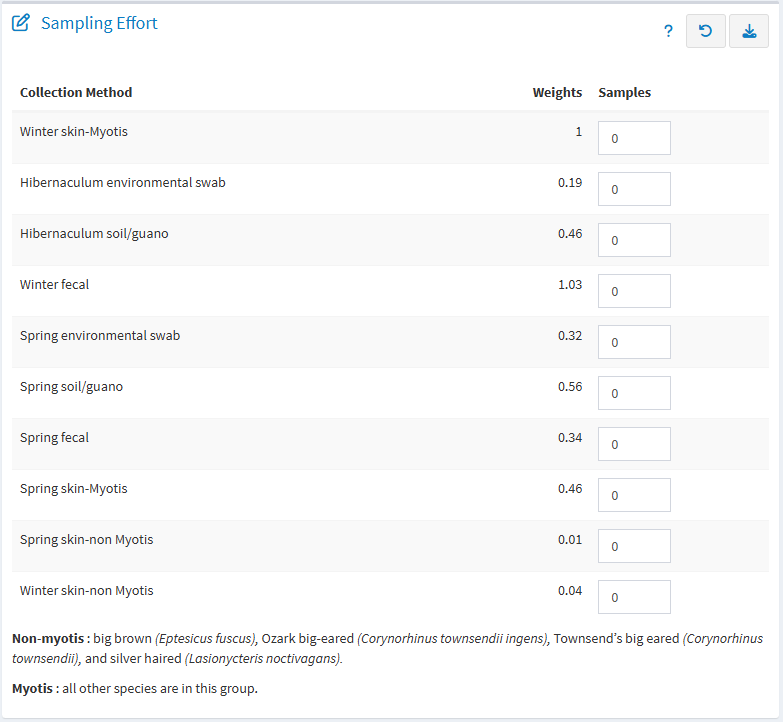 Sampling Effort
?
Collection Method Weights Samples
Winter skin-Myotis 1 0
Hibernaculum environmental swab 0.19 0
Hibernaculum soil/guano 0.46 0
Winter fecal 1.03 0
Spring environmental swab 0.32 0
Spring soil/guano 0.56 0
Spring fecal 0.34 0
Spring skin-Myotis 0.46 0
Spring skin-non Myotis 0.01 0
Winter skin-non Myotis 0.04 0
Non-myotis : big brown (Eptesicus fuscus), Ozark big-eared (Corynorhinus townsendii ingens), Townsend's big eared (Corynorhinus
townsendii), and silver haired (Lasionycteris noctivagans).
Myotis : all other species are in this group.